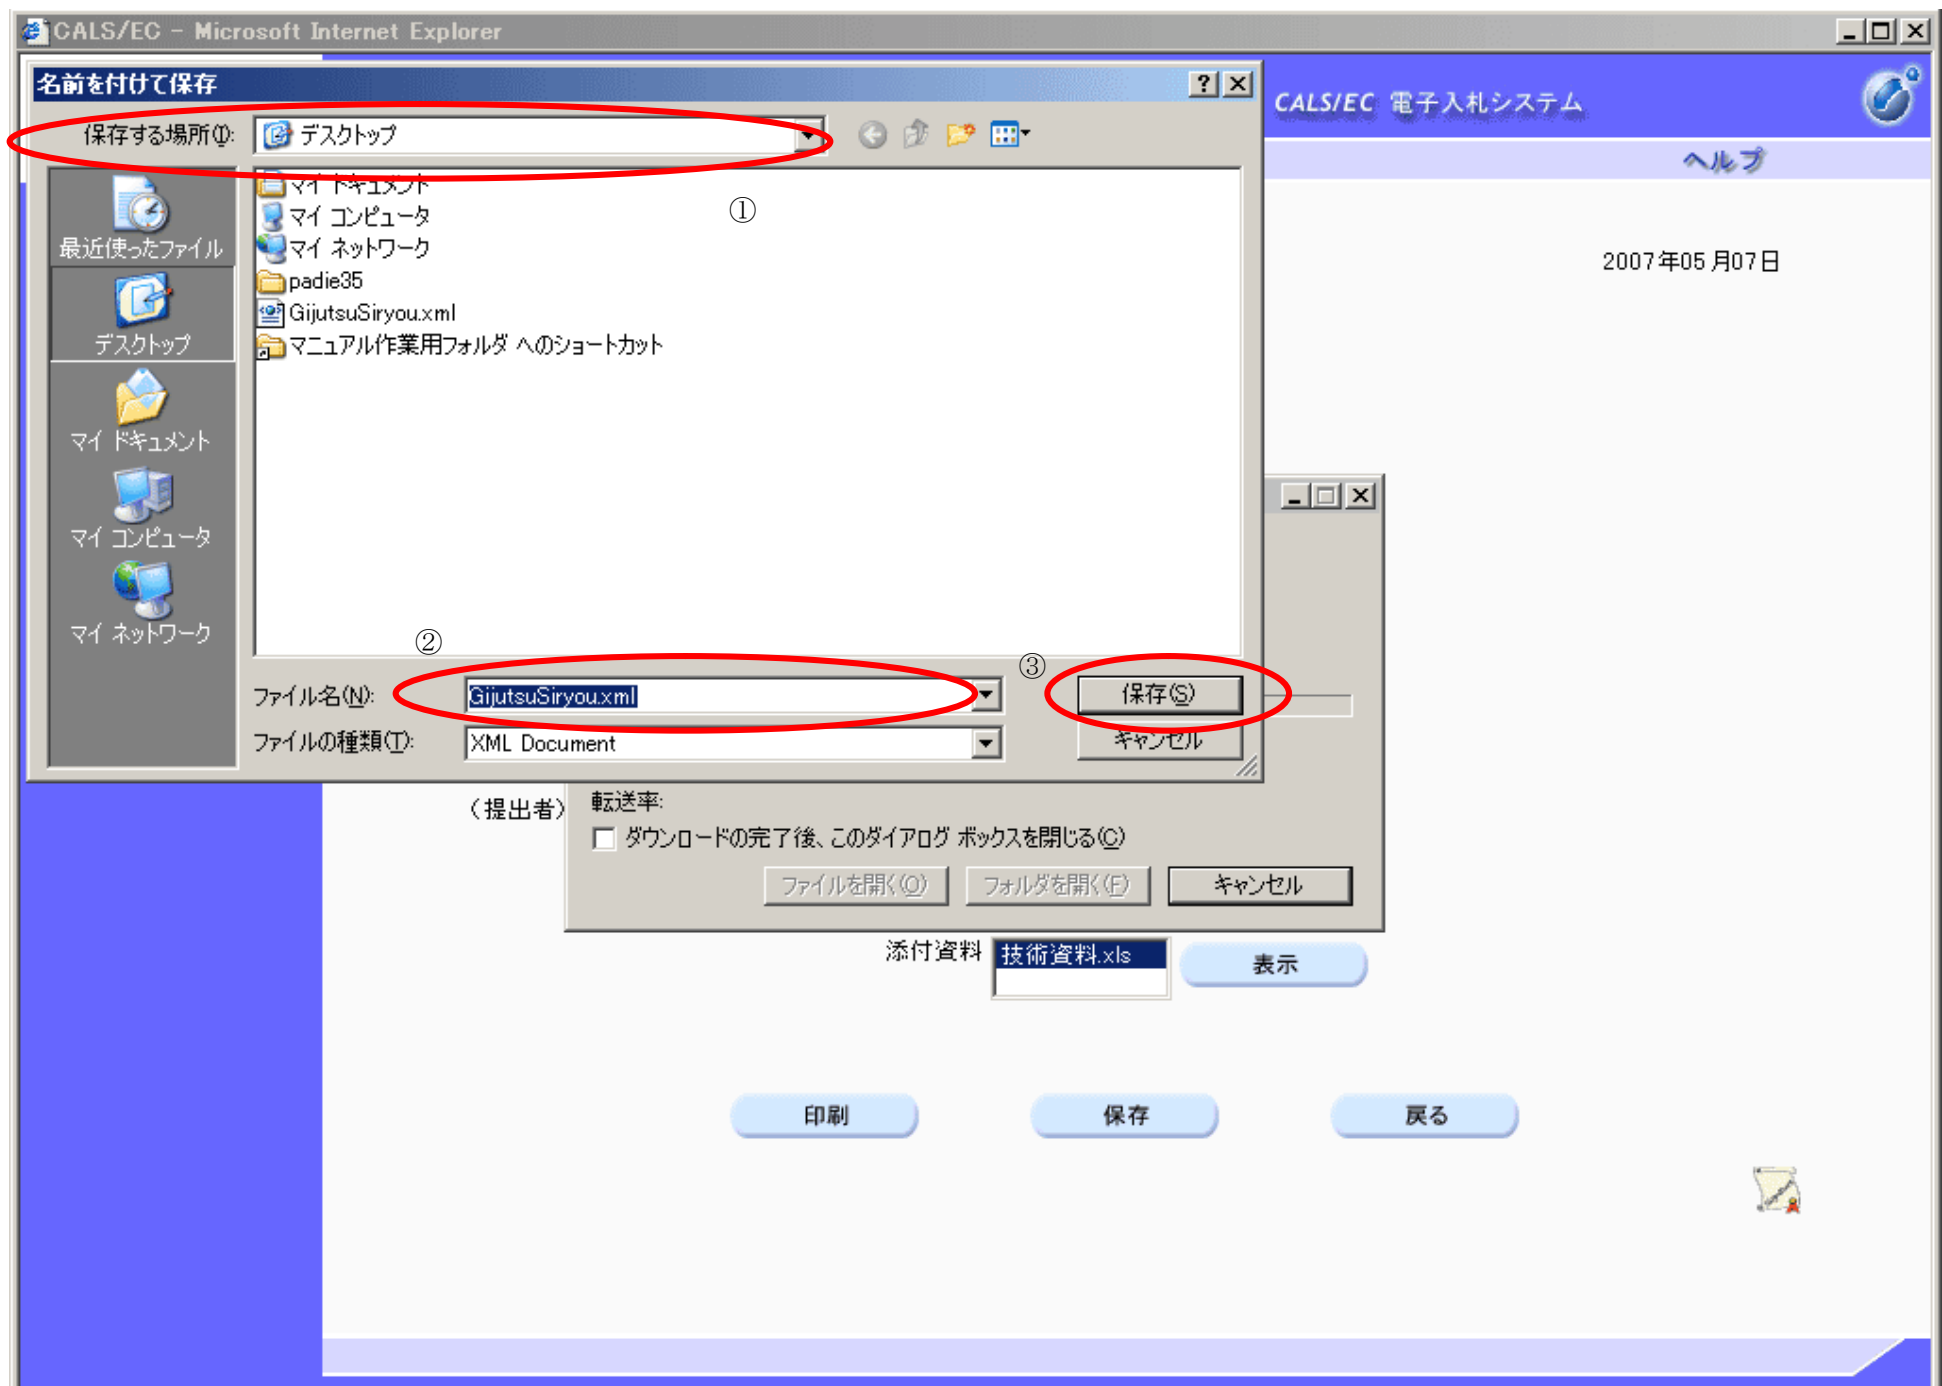 CALS/EC - Microsoft Internet Explorer
名前を付けて保存
CALS/EC 電子入札システム
保存する場所(I):
デスクトップ
ヘルプ
最近使ったファイル
デスクトップ
マイ ドキュメント
マイ コンピュータ
マイ ネットワーク
マイ ドキュメント
マイ コンピュータ
マイ ネットワーク
padie35
GijutsuSiryou.xml
マニュアル作業用フォルダ へのショートカット
①
2007年05月07日
②
③
ファイル名(N):
GijutsuSiryou.xml
保存(S)
ファイルの種類(T):
XML Document
キャンセル
(提出者)
転送率:
ダウンロードの完了後、このダイアログ ボックスを閉じる(C)
ファイルを開く(O)
フォルダを開く(F)
キャンセル
添付資料
技術資料.xls
表示
印刷
保存
戻る